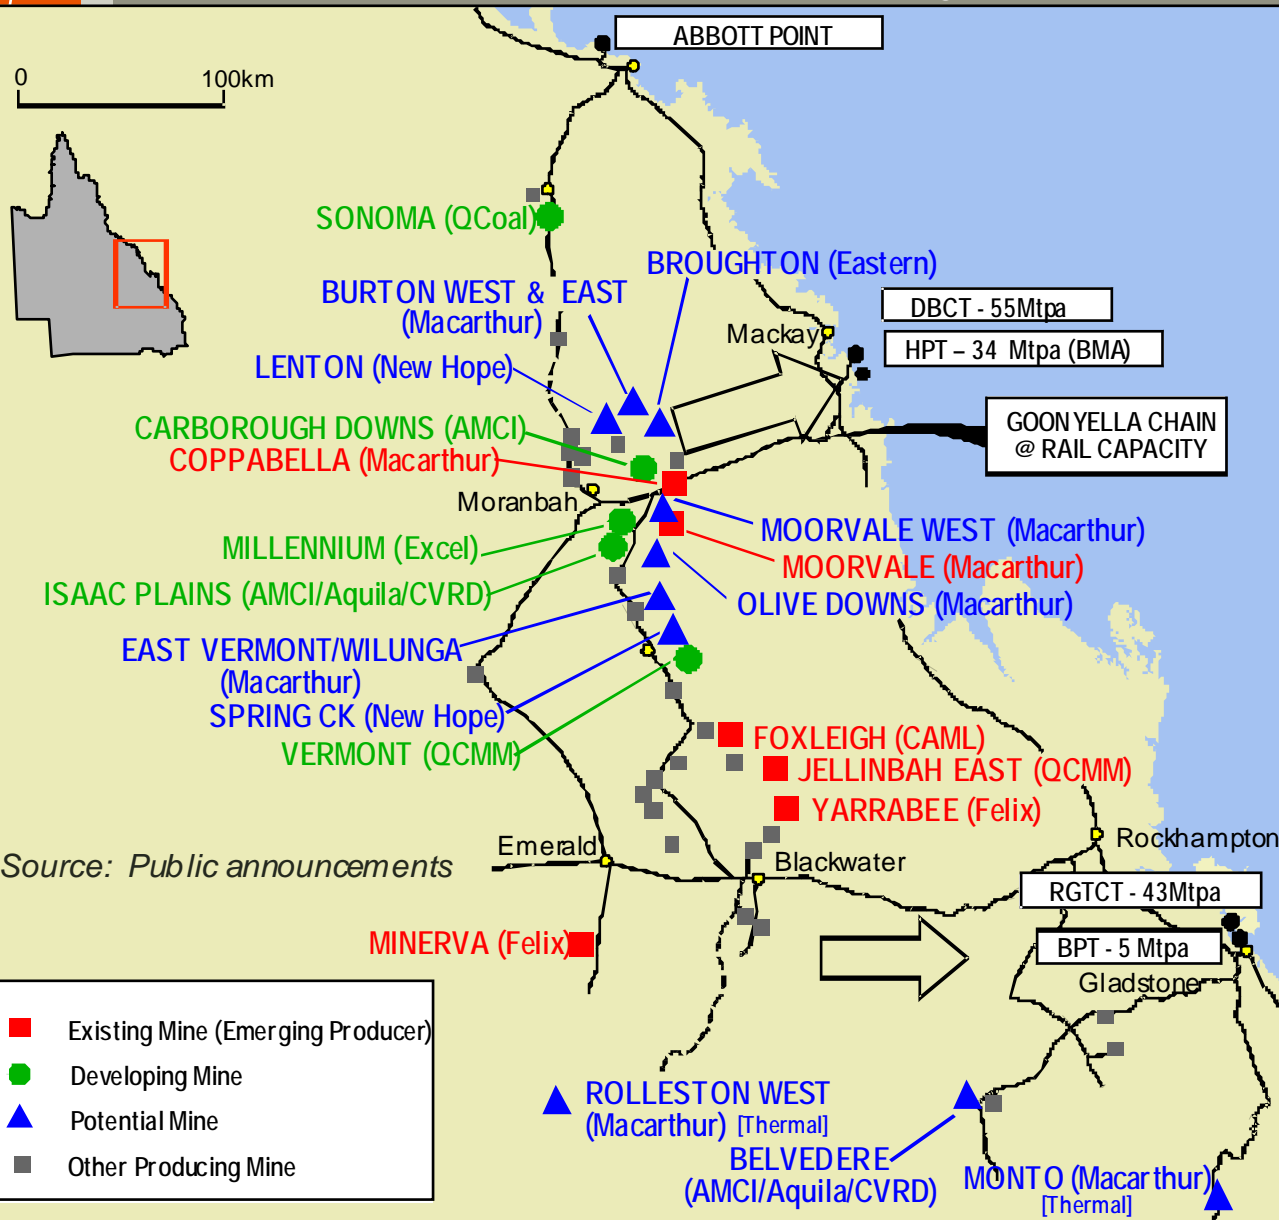 ABBOTT POINT
0 100km
SONOMA (QCoal)
BROUGHTON (Eastern)
BURTON WEST & EAST
(Macarthur)
DBCT - 55Mtpa
Mackay
HPT – 34 Mtpa (BMA)
LENTON (New Hope)
CARBOROUGH DOWNS (AMCI)
GOONYELLA CHAIN
@ RAIL CAPACITY
COPPABELLA (Macarthur)
Moranbah
MOORVALE WEST (Macarthur)
MILLENNIUM (Excel)
MOORVALE (Macarthur)
ISAAC PLAINS (AMCI/Aquila/CVRD)
OLIVE DOWNS (Macarthur)
EAST VERMONT/WILUNGA
(Macarthur)
SPRING CK (New Hope)
VERMONT (QCMM)
FOXLEIGH (CAML)
JELLINBAH EAST (QCMM)
YARRABEE (Felix)
Emerald
Rockhampton
Source: Public announcements
Blackwater
RGTCT - 43Mtpa
MINERVA (Felix)
BPT - 5 Mtpa
Gladstone
Existing Mine (Emerging Producer)
Developing Mine
Potential Mine
Other Producing Mine
ROLLESTON WEST
(Macarthur) [Thermal]
BELVEDERE
(AMCI/Aquila/CVRD)
MONTO (Macarthur)
[Thermal]